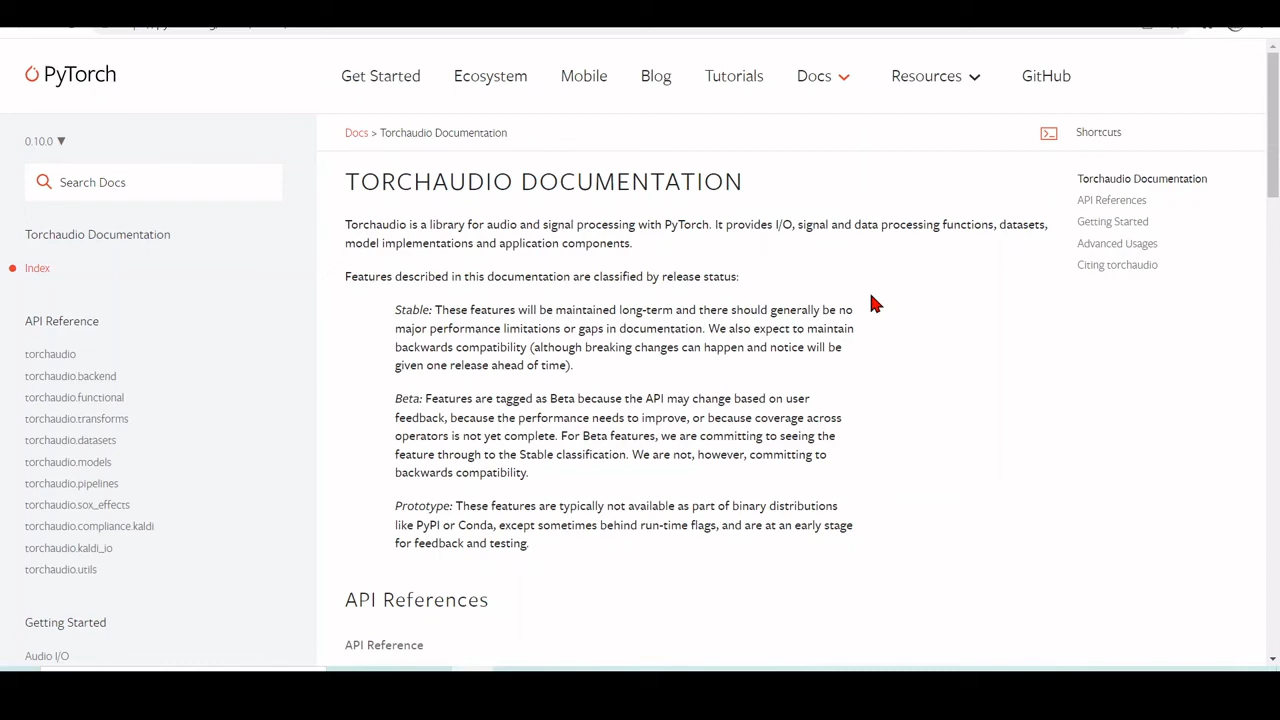 PyTorch
Get Started
Ecosystem
Mobile
Blog
Tutorials
Docs
Resources
GitHub
0.10.0 ▼
Search Docs
Torchaudio Documentation
Index
API Reference
torchaudio
torchaudio.backend
torchaudio.functional
torchaudio.transforms
torchaudio.datasets
torchaudio.models
torchaudio.pipelines
torchaudio.sox_effects
torchaudio.compliance.kaldi
torchaudio.kaldi_io
torchaudio.utils
Getting Started
Audio I/O
Docs > Torchaudio Documentation
Shortcuts
TORCHAUDIO DOCUMENTATION
Torchaudio is a library for audio and signal processing with PyTorch. It provides I/O, signal and data processing functions, datasets,
model implementations and application components.
Features described in this documentation are classified by release status:
Stable: These features will be maintained long-term and there should generally be no
major performance limitations or gaps in documentation. We also expect to maintain
backwards compatibility (although breaking changes can happen and notice will be
given one release ahead of time).
Beta: Features are tagged as Beta because the API may change based on user
feedback, because the performance needs to improve, or because coverage across
operators is not yet complete. For Beta features, we are committing to seeing the
feature through to the Stable classification. We are not, however, committing to
backwards compatibility.
Prototype: These features are typically not available as part of binary distributions
like PyPI or Conda, except sometimes behind run-time flags, and are at an early stage
for feedback and testing.
API References
API Reference
Torchaudio Documentation
API References
Getting Started
Advanced Usages
Citing torchaudio